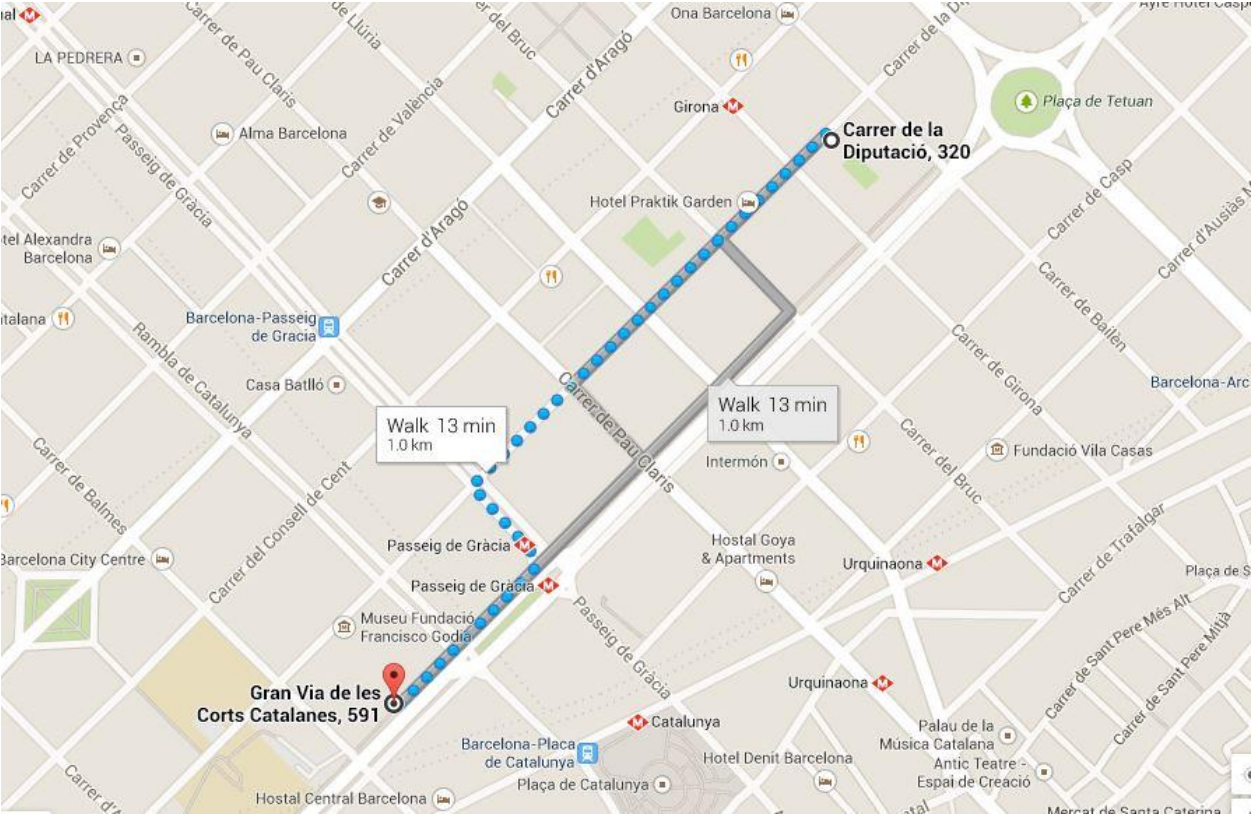 Ona Barcelona
Ayre Hotel Caspe
LA PEDRERA
Carrer de Pau Claris
de Llúria
er del Bruc
Carrer d'Aragó
Carrer de la Di
Girona
Plaça de Tetuan
Carrer de Provença
Passeig de Gràcia
Alma Barcelona
Carrer de València
Carrer de la
Diputació, 320
Carrer de Casp
Carrer d'Ausiàs M
Hotel Praktik Garden
Carrer d'Aragó
tel Alexandra
Barcelona
Carrer de Bailèn
atalana
Barcelona-Passeig
de Gracia
Rambla de Catalunya
Casa Batlló
Carrer de Girona
Barcelona-Arc
Carrer de Pau Claris
Walk 13 min
1.0 km
Walk 13 min
1.0 km
Carrer del Bruc
Fundació Vila Casas
Intermón
Carrer de Balmes
Carrer del Consell de Cent
Carrer de Trafalgar
Passeig de Gràcia
Hostal Goya
& Apartments
Barcelona City Centre
Urquinaona
Plaça de S
Passeig de Gràcia
Museu Fundació
Francisco Godia
Passeig de Gràcia
Carrer de Sant Pere Més Alt
Carrer de Sant Pere Mitjà
Gran Via de les
Corts Catalanes, 591
Urquinaona
Catalunya
Palau de la
Música Catalana
Barcelona-Placa
de Catalunya
Hotel Denit Barcelona
Antic Teatre -
Espai de Creació
Plaça de Catalunya
Carrer d'A
Hostal Central Barcelona
Mercat de Santa Caterina